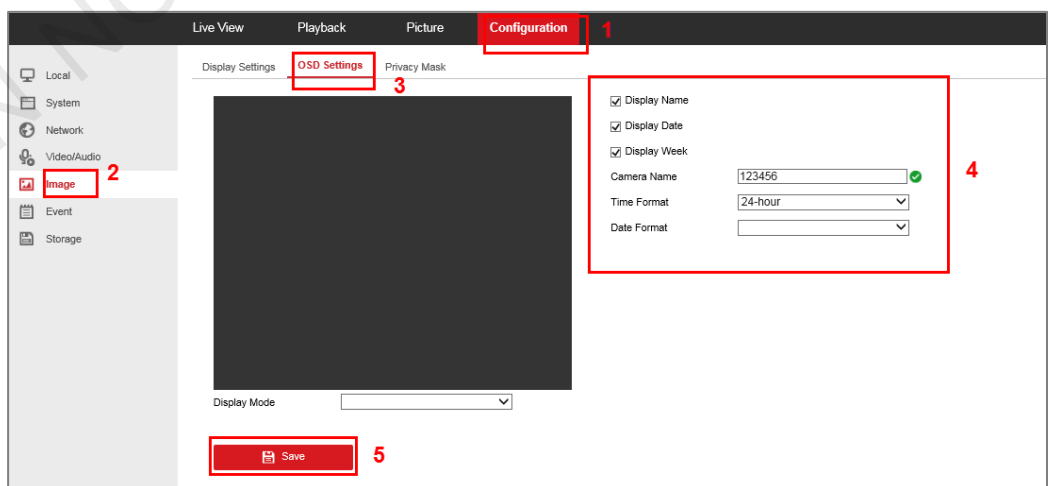 Live View Playback Picture Configuration 1
Display Settings OSD Settings Privacy Mask
3
Local
System
Network
Video/Audio
2
Image
Event
Storage
Display Name
Display Date
Display Week
Camera Name 123456
4
Time Format 24-hour
Date Format
Display Mode
Save 5